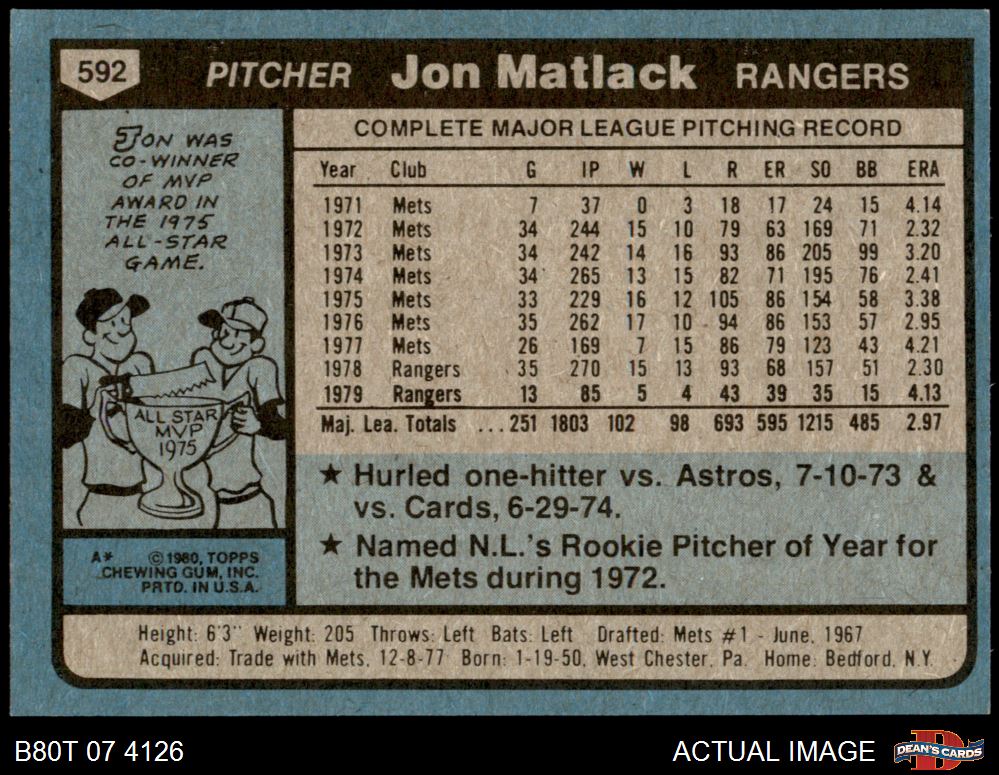 592 PITCHER Jon Matlack RANGERS
JON WAS
CO-WINNER
OF MVP
AWARD IN
THE 1975
ALL-STAR
GAME.
ALL STAR
MVP
1975
A* © 1980, TOPPS
CHEWING GUM, INC.
PRTD. IN U.S.A.
COMPLETE MAJOR LEAGUE PITCHING RECORD
Year Club G IP W L R ER SO BB ERA
1971 Mets 7 37 0 3 18 17 24 15 4.14
1972 Mets 34 244 15 10 79 63 169 71 2.32
1973 Mets 34 242 14 16 93 86 205 99 3.20
1974 Mets 34 265 13 15 82 71 195 76 2.41
1975 Mets 33 229 16 12 105 86 154 58 3.38
1976 Mets 35 262 17 10 94 86 153 57 2.95
1977 Mets 26 169 7 15 86 79 123 43 4.21
1978 Rangers 35 270 15 13 93 68 157 51 2.30
1979 Rangers 13 85 5 4 43 39 35 15 4.13
Maj. Lea. Totals ... 251 1803 102 98 693 595 1215 485 2.97
★ Hurled one-hitter vs. Astros, 7-10-73 &
vs. Cards, 6-29-74.
★ Named N.L.'s Rookie Pitcher of Year for
the Mets during 1972.
Height: 6'3" Weight: 205 Throws: Left Bats: Left Drafted: Mets #1 - June, 1967
Acquired: Trade with Mets, 12-8-77 Born: 1-19-50, West Chester, Pa. Home: Bedford, N.Y.
B80T 07 4126 ACTUAL IMAGE DEAN'S CARDS